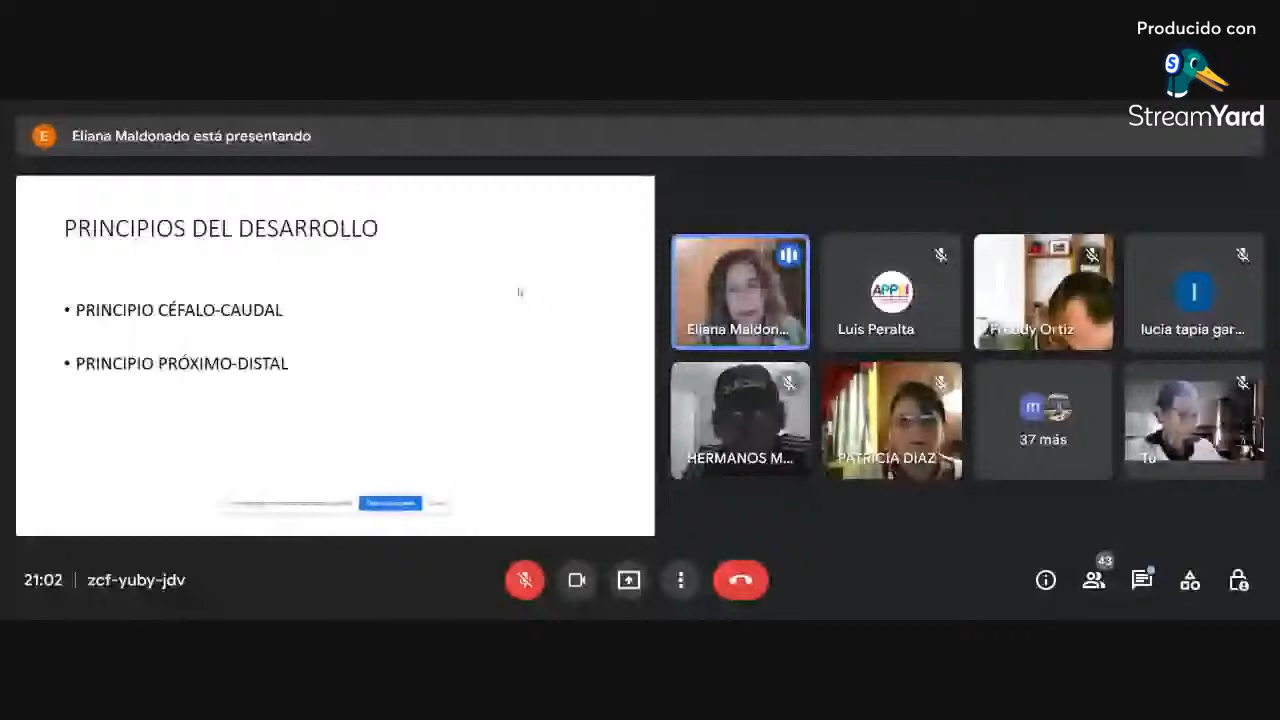 Producido con
StreamYard
E
Eliana Maldonado está presentando
PRINCIPIOS DEL DESARROLLO
• PRINCIPIO CÉFALO-CAUDAL
• PRINCIPIO PRÓXIMO-DISTAL
Eliana Maldon...
Luis Peralta
Freddy Ortiz
l
lucia tapia gar...
HERMANOS M...
PATRICIA DIAZ
m
37 más
Tú
21:02
zcf-yuby-jdv
43